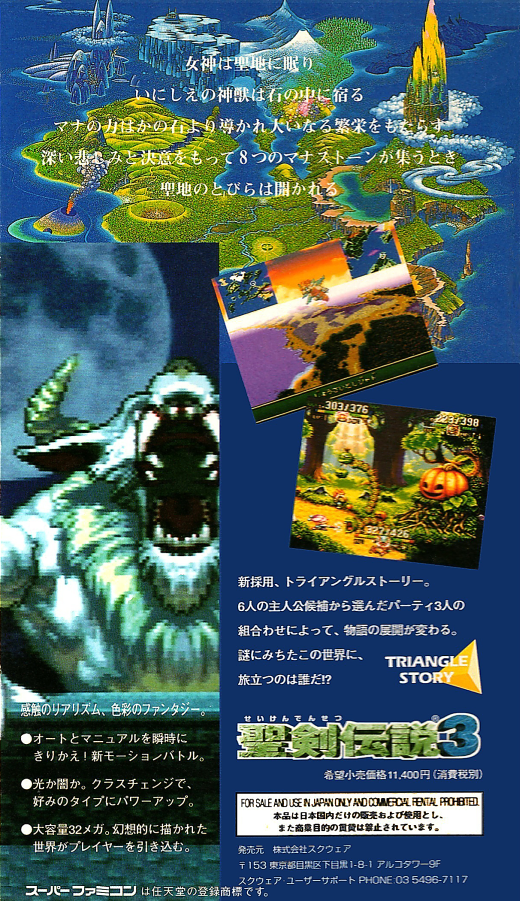 女神は聖地に眠り
いにしえの神獣は石の中に宿る
マナの力はかの石より導かれ大いなる繁栄をもたらす
深い悲しみと決意をもって8つのマナストーンが集うとき
聖地のとびらは開かれる
303/376
223/398
327/426
新採用、トライアングルストーリー。
6人の主人公候補から選んだパーティ3人の
組合わせによって、物語の展開が変わる。
謎にみちたこの世界に、
旅立つのは誰だ!?
TRIANGLE
STORY
感触のリアリズム、色彩のファンタジー。
●オートとマニュアルを瞬時に
きりかえ!新モーションバトル。
●光か闇か。クラスチェンジで、
好みのタイプにパワーアップ。
●大容量32メガ。幻想的に描かれた
世界がプレイヤーを引き込む。
せいけんでんせつ
聖剣伝説3
希望小売価格11,400円(消費税別)
FOR SALE AND USE IN JAPAN ONLY AND COMMERCIAL RENTAL PROHIBITED.
本品は日本国内だけの販売および使用とし、
また商業目的の賃貸は禁止されています。
発売元 株式会社スクウェア
〒153 東京都目黒区下目黒1-8-1 アルコタワー9F
スクウェア・ユーザーサポート PHONE:03 5496-7117
スーパーファミコン は任天堂の登録商標です。